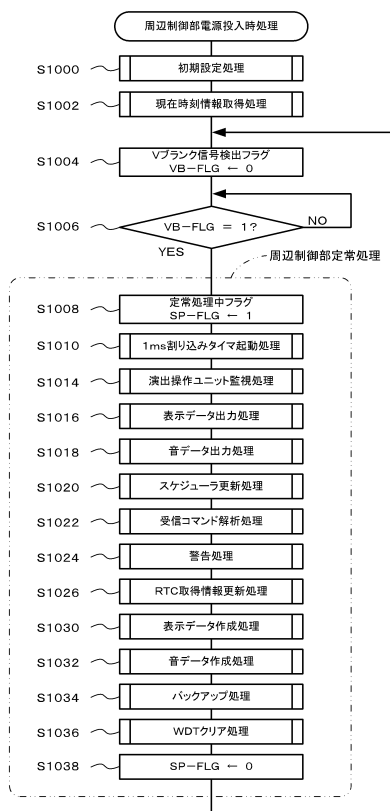 周辺制御部電源投入時処理
S1000 初期設定処理
S1002 現在時刻情報取得処理
S1004 Vブランク信号検出フラグ
VB-FLG ← 0
S1006 VB-FLG = 1? NO
YES
周辺制御部定常処理
S1008 定常処理中フラグ
SP-FLG ← 1
S1010 1ms割り込みタイマ起動処理
S1014 演出操作ユニット監視処理
S1016 表示データ出力処理
S1018 音データ出力処理
S1020 スケジューラ更新処理
S1022 受信コマンド解析処理
S1024 警告処理
S1026 RTC取得情報更新処理
S1030 表示データ作成処理
S1032 音データ作成処理
S1034 バックアップ処理
S1036 WDTクリア処理
S1038 SP-FLG ← 0